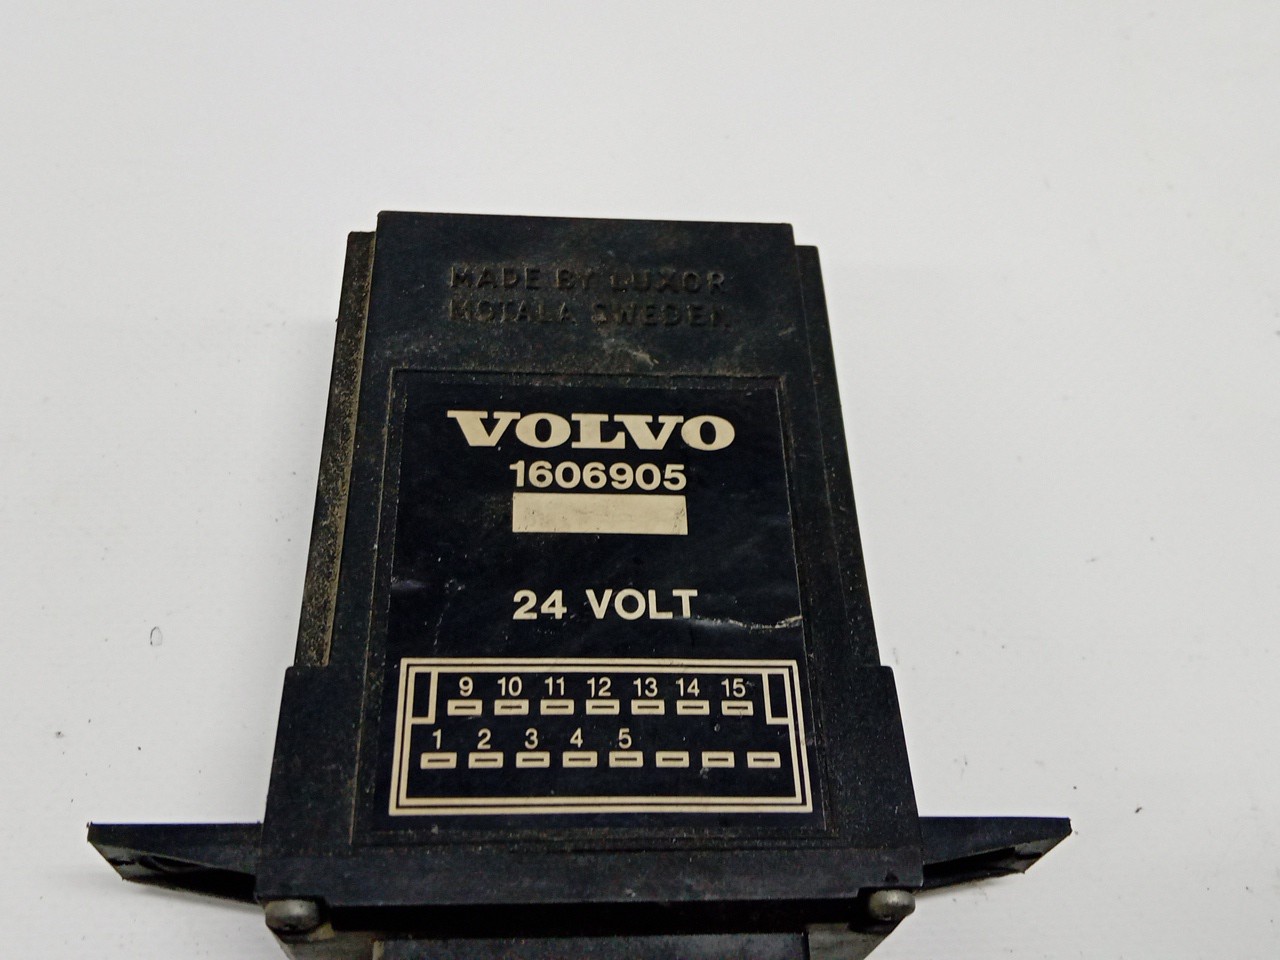 MADE BY LUXOR
MOTALA SWEDEN
VOLVO
1606905
24 VOLT
9 10 11 12 13 14 15
1 2 3 4 5